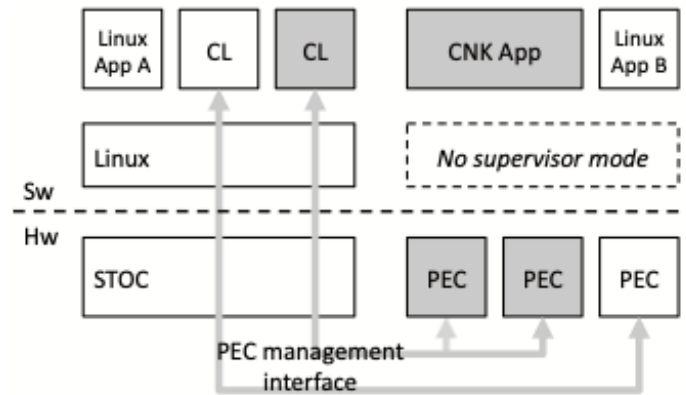 Linux
App A
CL
CL
CNK App
Linux
App B
Linux
No supervisor mode
Sw
Hw
STOC
PEC
PEC
PEC
PEC management
interface